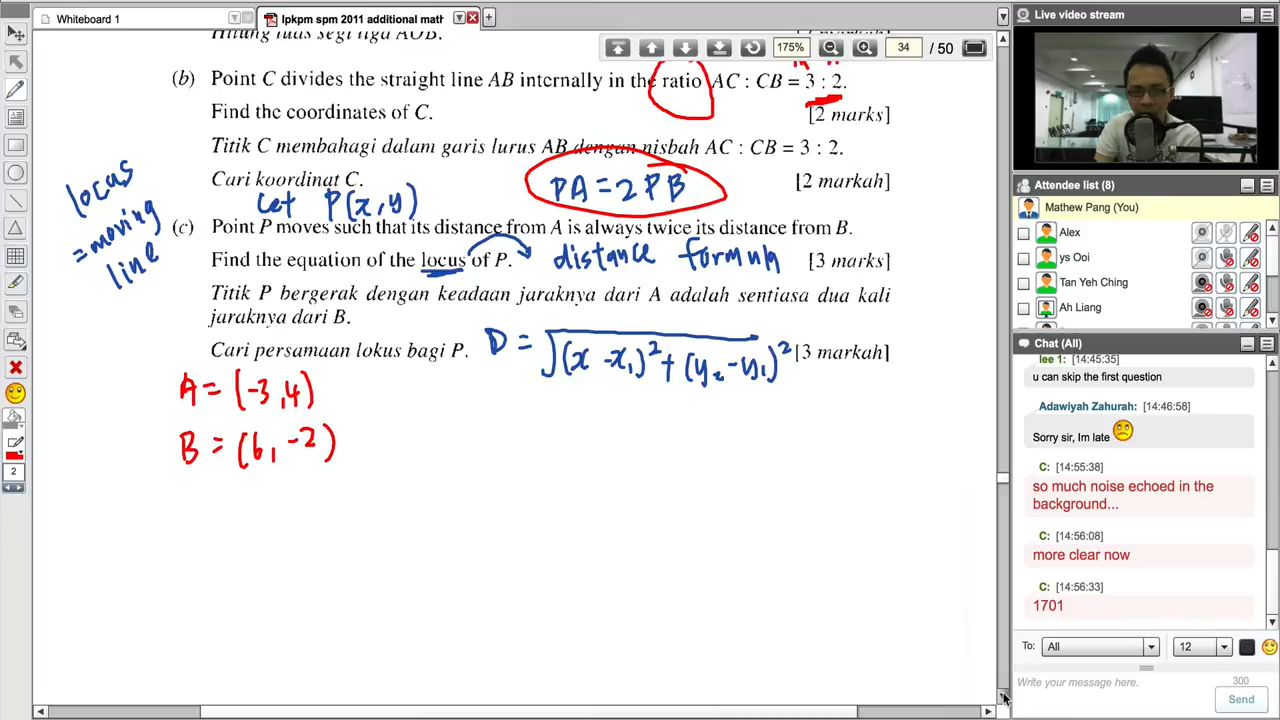 Whiteboard 1
lpkpm spm 2011 additional math
Hitung luas segi tiga AOB.
175%
34 / 50
(b) Point C divides the straight line AB internally in the ratio AC : CB = 3 : 2.
Find the coordinates of C. [2 marks]
Titik C membahagi dalam garis lurus AB dengan nisbah AC : CB = 3 : 2.
Cari koordinat C. [2 markah]
PA = 2PB
Let P(x, y)
locus
= moving
line
(c) Point P moves such that its distance from A is always twice its distance from B.
Find the equation of the locus of P. [3 marks]
distance formula
Titik P bergerak dengan keadaan jaraknya dari A adalah sentiasa dua kali
jaraknya dari B.
Cari persamaan lokus bagi P. [3 markah]
D = √(x - x₁)² + (y₂ - y₁)²
A = (-3, 4)
B = (6, -2)
2
Live video stream
Attendee list (8)
Mathew Pang (You)
Alex
ys Ooi
Tan Yeh Ching
Ah Liang
Chat (All)
lee 1: [14:45:35]
u can skip the first question
Adawiyah Zahurah: [14:46:58]
Sorry sir, Im late
C: [14:55:38]
so much noise echoed in the
background...
C: [14:56:08]
more clear now
C: [14:56:33]
1701
To: All 12
Write your message here. 300
Send